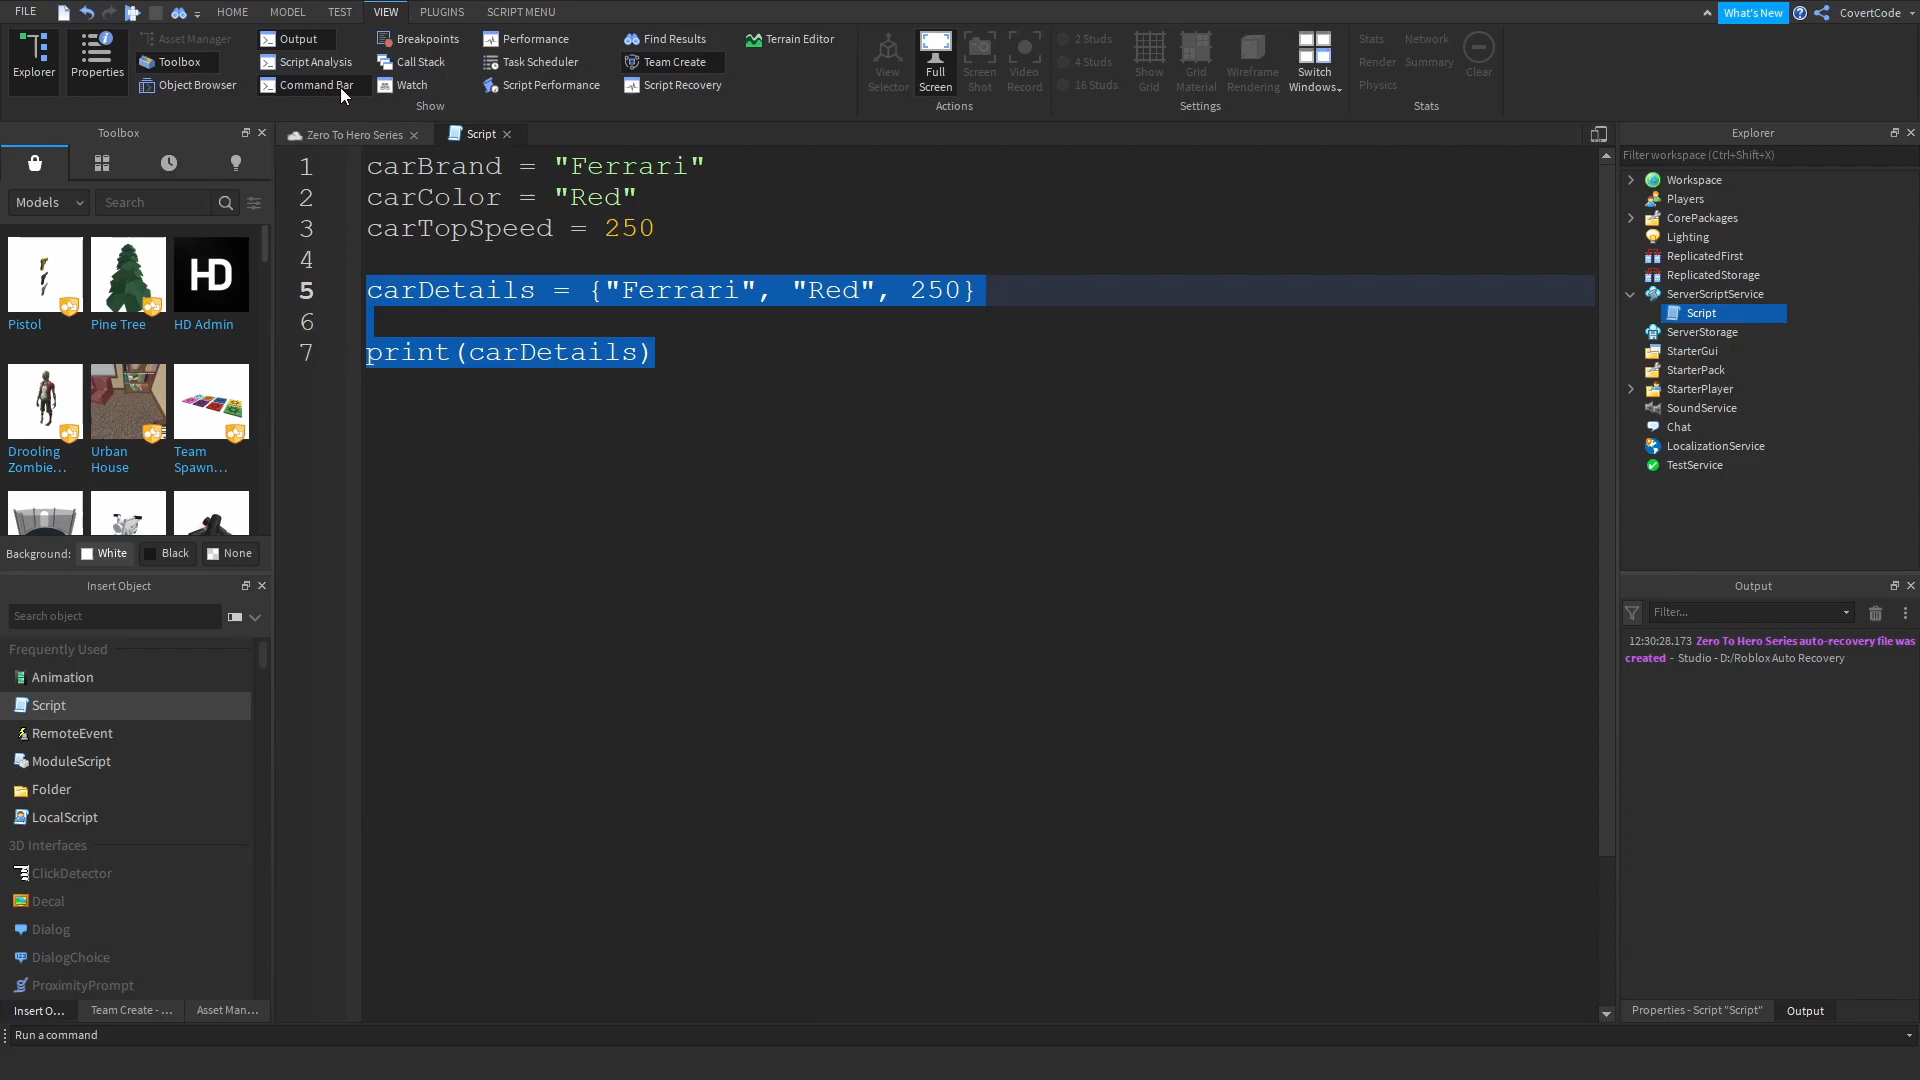 FILE HOME MODEL TEST VIEW PLUGINS SCRIPT MENU What's New CovertCode
Explorer
Properties
Asset Manager
Toolbox
Object Browser
Output
Script Analysis
Command Bar
Breakpoints
Call Stack
Watch
Performance
Task Scheduler
Script Performance
Find Results
Team Create
Script Recovery
Terrain Editor
Show
View
Selector
Full
Screen
Screen
Shot
Video
Record
Actions
2 Studs
4 Studs
16 Studs
Show
Grid
Grid
Material
Wireframe
Rendering
Switch
Windows
Settings
Stats
Render
Physics
Network
Summary
Clear
Stats
Toolbox
Models
Search
HD
Pistol
Pine Tree
HD Admin
Drooling
Zombie...
Urban
House
Team
Spawn...
Background: White Black None
Insert Object
Search object
Frequently Used
Animation
Script
RemoteEvent
ModuleScript
Folder
LocalScript
3D Interfaces
ClickDetector
Decal
Dialog
DialogChoice
ProximityPrompt
Insert O... Team Create - ... Asset Man...
Run a command
Zero To Hero Series Script
1 carBrand = "Ferrari"
2 carColor = "Red"
3 carTopSpeed = 250
4
5 carDetails = {"Ferrari", "Red", 250}
6
7 print(carDetails)
Explorer
Filter workspace (Ctrl+Shift+X)
Workspace
Players
CorePackages
Lighting
ReplicatedFirst
ReplicatedStorage
ServerScriptService
Script
ServerStorage
StarterGui
StarterPack
StarterPlayer
SoundService
Chat
LocalizationService
TestService
Output
Filter...
12:30:28.173 Zero To Hero Series auto-recovery file was
created - Studio - D:/Roblox Auto Recovery
Properties - Script "Script" Output